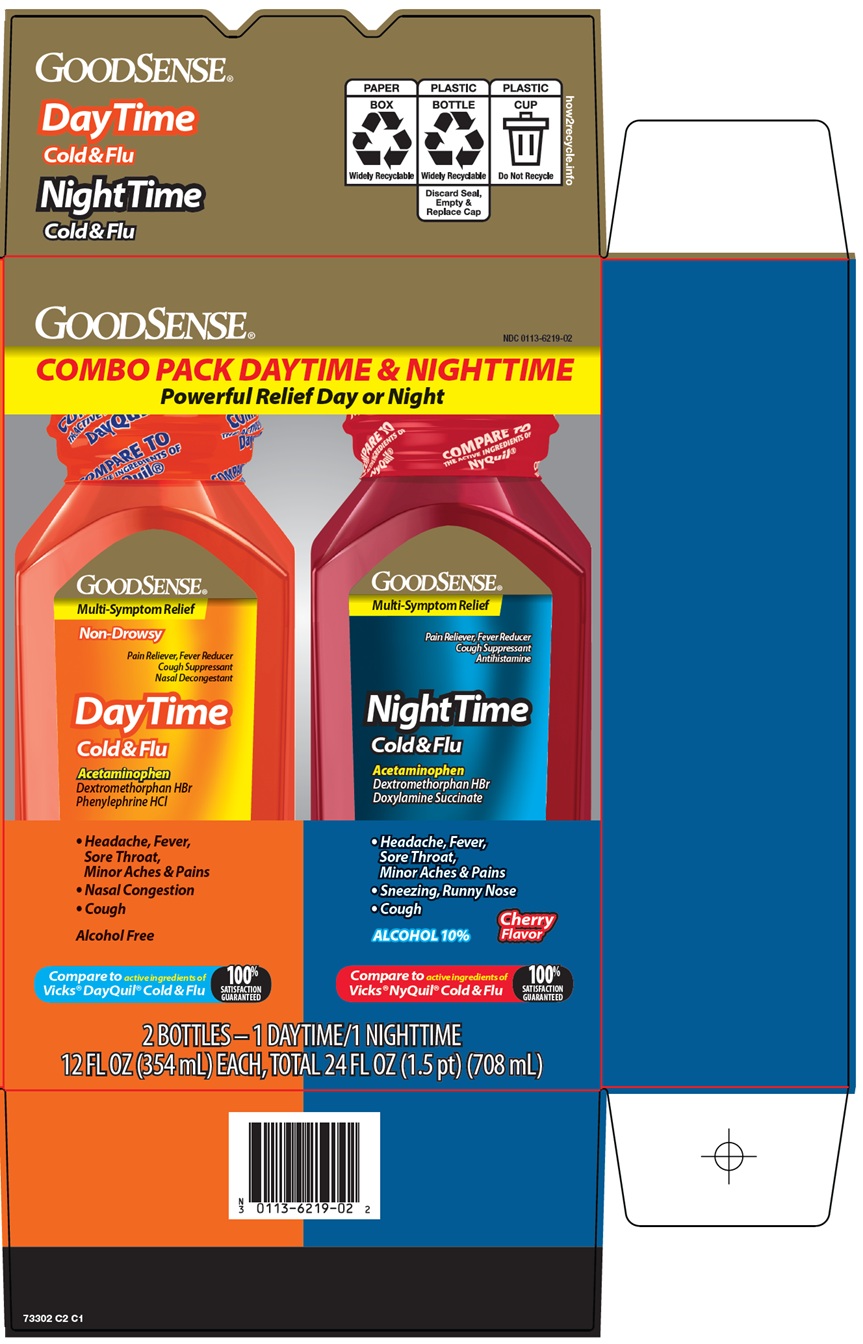 GOODSENSE®
DayTime
Cold & Flu
NightTime
Cold & Flu
PAPER
BOX
Widely Recyclable
PLASTIC
BOTTLE
Widely Recyclable
Discard Seal,
Empty &
Replace Cap
PLASTIC
CUP
Do Not Recycle
how2recycle.info
GOODSENSE®
NDC 0113-6219-02
COMBO PACK DAYTIME & NIGHTTIME
Powerful Relief Day or Night
COMPARE TO
THE ACTIVE INGREDIENTS OF
NyQuil®
GOODSENSE®
Multi-Symptom Relief
Non-Drowsy
Pain Reliever, Fever Reducer
Cough Suppressant
Nasal Decongestant
DayTime
Cold & Flu
Acetaminophen
Dextromethorphan HBr
Phenylephrine HCl
GOODSENSE®
Multi-Symptom Relief
Pain Reliever, Fever Reducer
Cough Suppressant
Antihistamine
NightTime
Cold & Flu
Acetaminophen
Dextromethorphan HBr
Doxylamine Succinate
• Headache, Fever,
Sore Throat,
Minor Aches & Pains
• Nasal Congestion
• Cough
Alcohol Free
• Headache, Fever,
Sore Throat,
Minor Aches & Pains
• Sneezing, Runny Nose
• Cough
ALCOHOL 10%
Cherry
Flavor
Compare to active ingredients of
Vicks® DayQuil® Cold & Flu
100%
SATISFACTION
GUARANTEED
Compare to active ingredients of
Vicks® NyQuil® Cold & Flu
100%
SATISFACTION
GUARANTEED
2 BOTTLES – 1 DAYTIME/1 NIGHTTIME
12 FL OZ (354 mL) EACH, TOTAL 24 FL OZ (1.5 pt) (708 mL)
N
3 0113-6219-02 2
73302 C2 C1